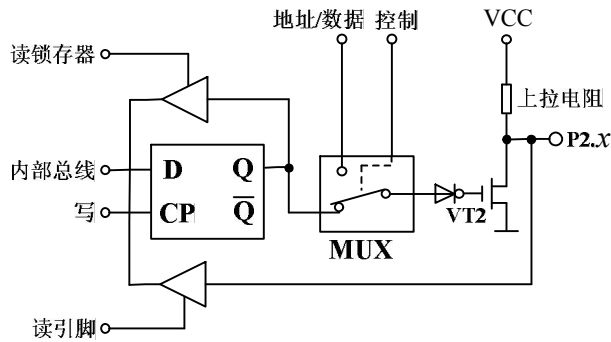 地址/数据 控制 VCC
读锁存器
上拉电阻
P2.x
内部总线 D Q
写 CP Q̅
VT2
MUX
读引脚